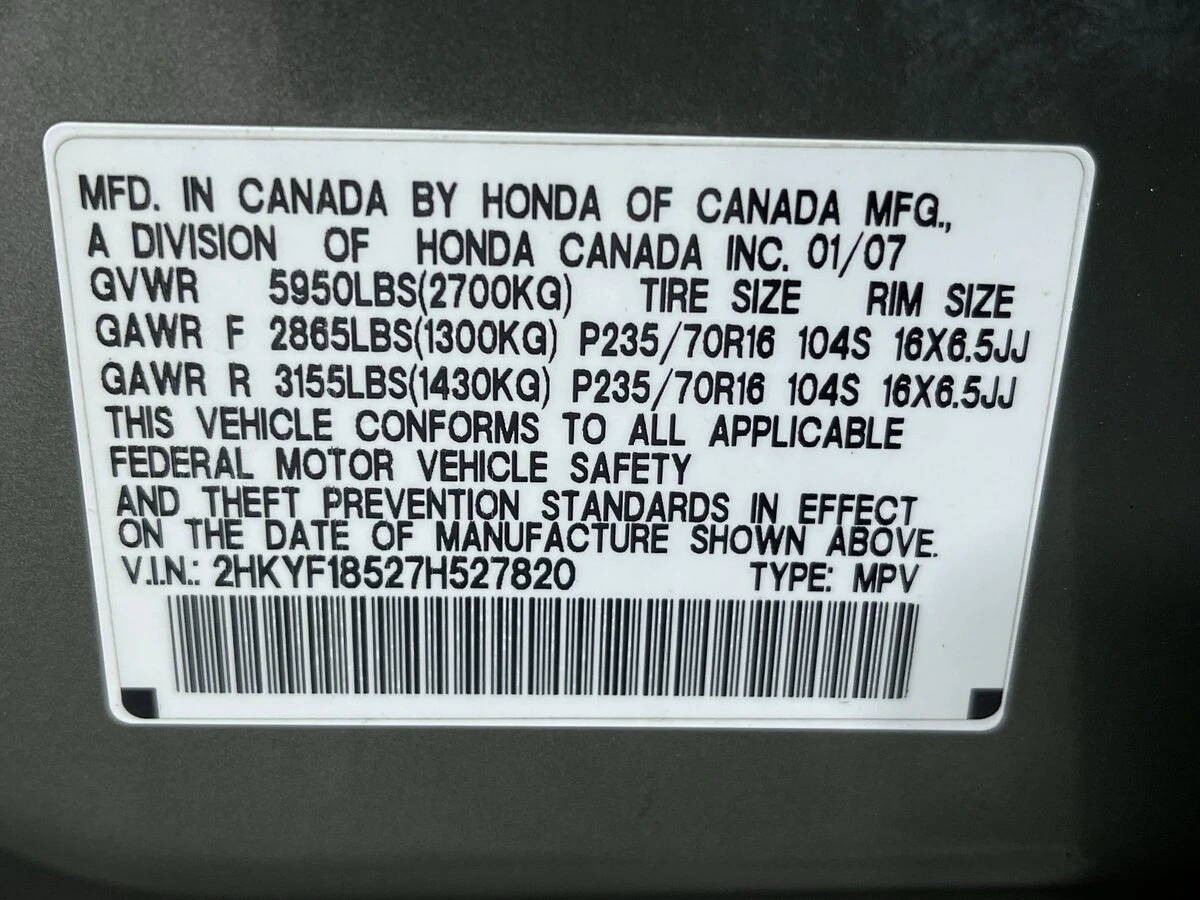 MFD. IN CANADA BY HONDA OF CANADA MFG.,
A DIVISION OF HONDA CANADA INC. 01/07
GVWR 5950LBS(2700KG) TIRE SIZE RIM SIZE
GAWR F 2865LBS(1300KG) P235/70R16 104S 16X6.5JJ
GAWR R 3155LBS(1430KG) P235/70R16 104S 16X6.5JJ
THIS VEHICLE CONFORMS TO ALL APPLICABLE
FEDERAL MOTOR VEHICLE SAFETY
AND THEFT PREVENTION STANDARDS IN EFFECT
ON THE DATE OF MANUFACTURE SHOWN ABOVE.
V.I.N.: 2HKYF18527H527820 TYPE: MPV